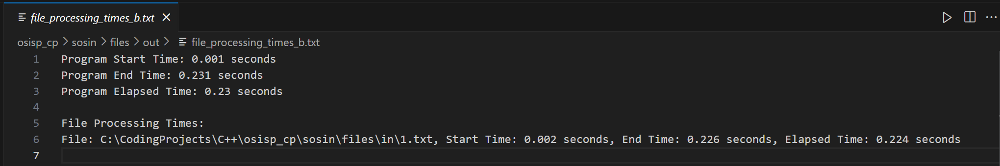 file_processing_times_b.txt
osisp_cp > sosin > files > out > file_processing_times_b.txt
1 Program Start Time: 0.001 seconds
2 Program End Time: 0.231 seconds
3 Program Elapsed Time: 0.23 seconds
4
5 File Processing Times:
6 File: C:\CodingProjects\C++\osisp_cp\sosin\files\in\1.txt, Start Time: 0.002 seconds, End Time: 0.226 seconds, Elapsed Time: 0.224 seconds
7